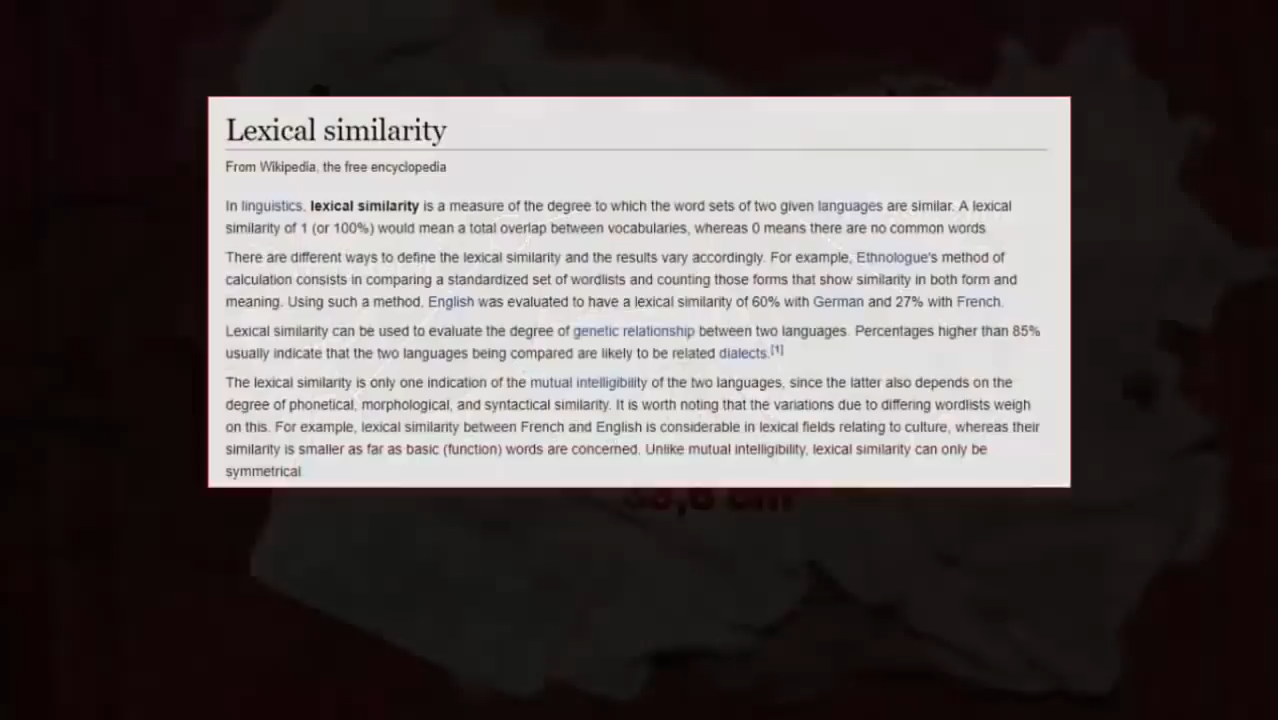 Lexical similarity
From Wikipedia, the free encyclopedia
In linguistics, lexical similarity is a measure of the degree to which the word sets of two given languages are similar. A lexical
similarity of 1 (or 100%) would mean a total overlap between vocabularies, whereas 0 means there are no common words.
There are different ways to define the lexical similarity and the results vary accordingly. For example, Ethnologue's method of
calculation consists in comparing a standardized set of wordlists and counting those forms that show similarity in both form and
meaning. Using such a method, English was evaluated to have a lexical similarity of 60% with German and 27% with French.
Lexical similarity can be used to evaluate the degree of genetic relationship between two languages. Percentages higher than 85%
usually indicate that the two languages being compared are likely to be related dialects.[1]
The lexical similarity is only one indication of the mutual intelligibility of the two languages, since the latter also depends on the
degree of phonetical, morphological, and syntactical similarity. It is worth noting that the variations due to differing wordlists weigh
on this. For example, lexical similarity between French and English is considerable in lexical fields relating to culture, whereas their
similarity is smaller as far as basic (function) words are concerned. Unlike mutual intelligibility, lexical similarity can only be
symmetrical.